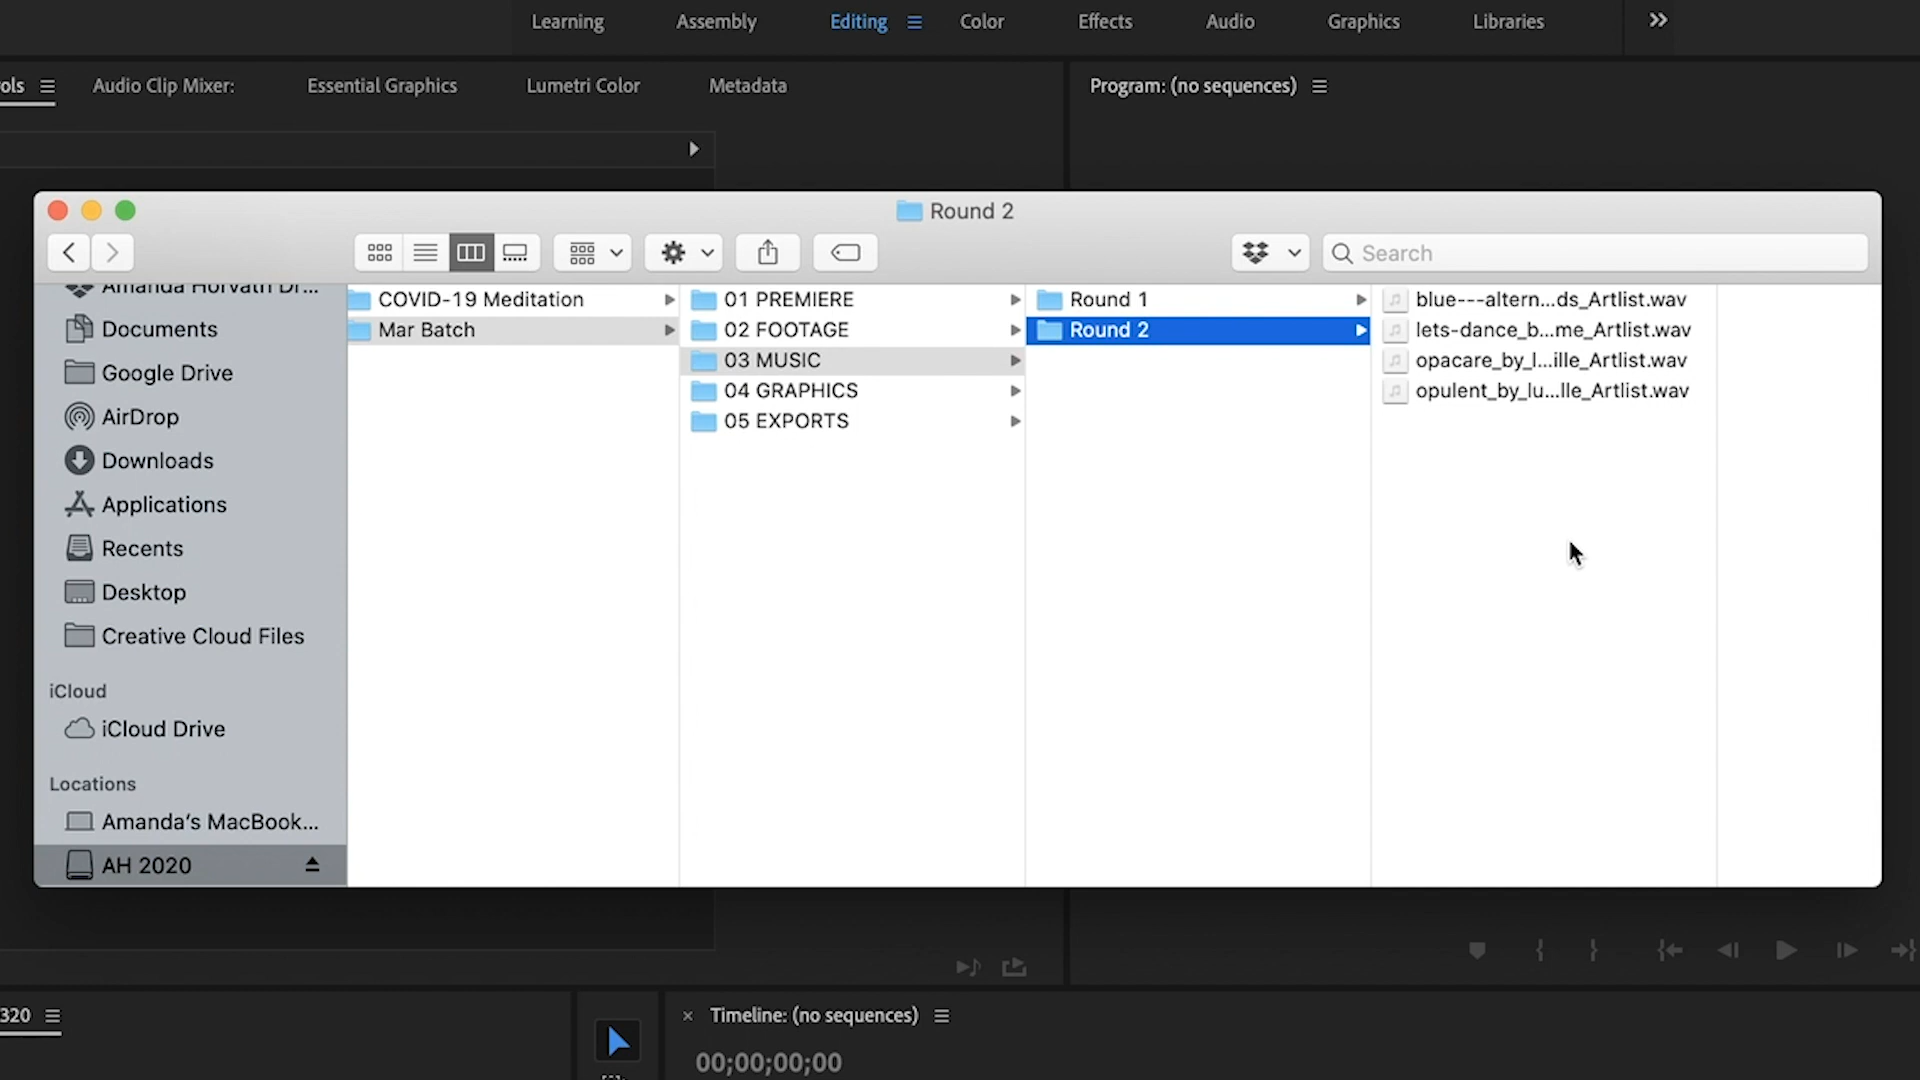 Learning Assembly Editing Color Effects Audio Graphics Libraries
ols Audio Clip Mixer: Essential Graphics Lumetri Color Metadata
Program: (no sequences)
Round 2
Search
Amanda Horvath Dr...
Documents
Google Drive
AirDrop
Downloads
Applications
Recents
Desktop
Creative Cloud Files
iCloud
iCloud Drive
Locations
Amanda's MacBook...
AH 2020
COVID-19 Meditation
Mar Batch
01 PREMIERE
02 FOOTAGE
03 MUSIC
04 GRAPHICS
05 EXPORTS
Round 1
Round 2
blue---altern...ds_Artlist.wav
lets-dance_b...me_Artlist.wav
opacare_by_l...ille_Artlist.wav
opulent_by_lu...lle_Artlist.wav
320
Timeline: (no sequences)
00;00;00;00